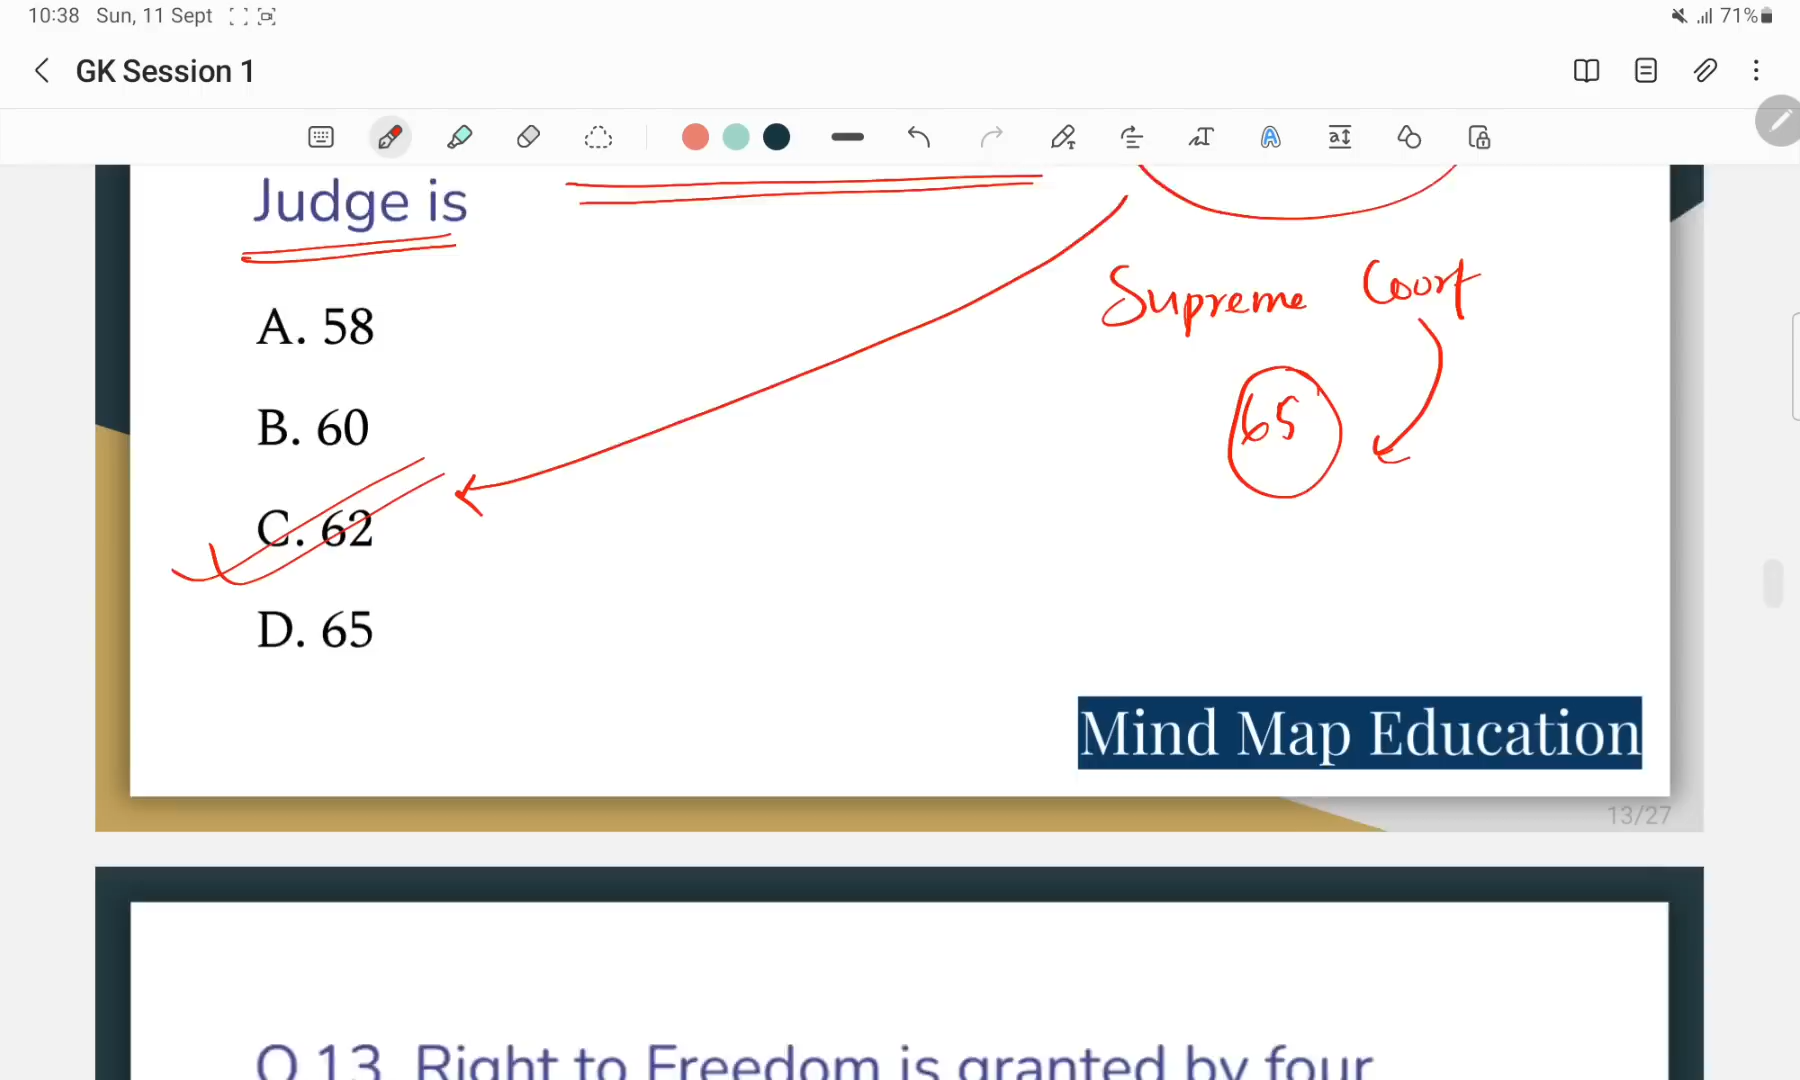 10:38 Sun, 11 Sept 71%
GK Session 1
Judge is
Supreme Court
A. 58
65
B. 60
C. 62
D. 65
Mind Map Education
13/27
Q 13. Right to Freedom is granted by four